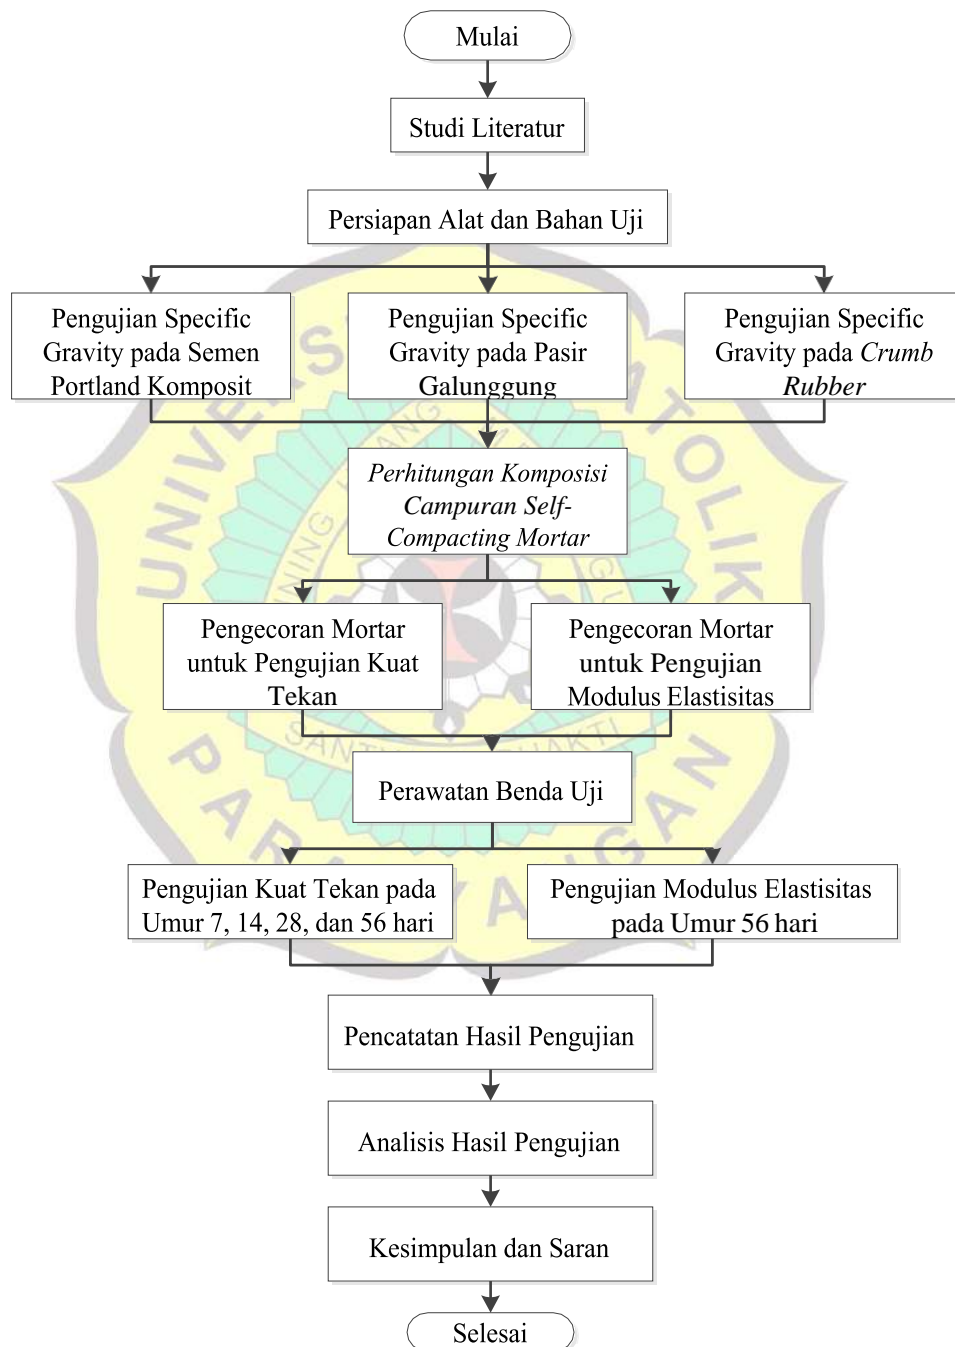 Mulai
Studi Literatur
Persiapan Alat dan Bahan Uji
Pengujian Specific
Gravity pada Semen
Portland Komposit
Pengujian Specific
Gravity pada Pasir
Galunggung
Pengujian Specific
Gravity pada Crumb
Rubber
Perhitungan Komposisi
Campuran Self-
Compacting Mortar
Pengecoran Mortar
untuk Pengujian Kuat
Tekan
Pengecoran Mortar
untuk Pengujian
Modulus Elastisitas
Perawatan Benda Uji
Pengujian Kuat Tekan pada
Umur 7, 14, 28, dan 56 hari
Pengujian Modulus Elastisitas
pada Umur 56 hari
Pencatatan Hasil Pengujian
Analisis Hasil Pengujian
Kesimpulan dan Saran
Selesai